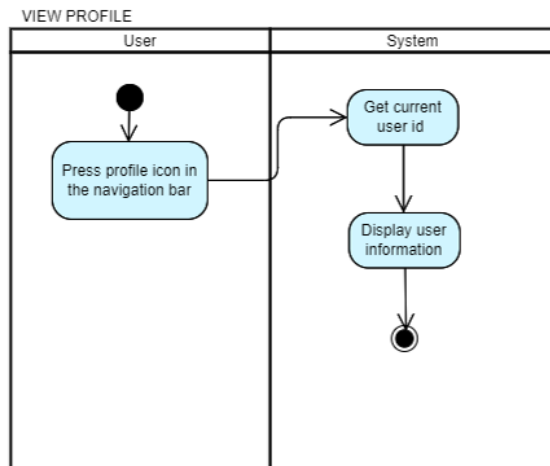 VIEW PROFILE
User
System
Press profile icon in
the navigation bar
Get current
user id
Display user
information